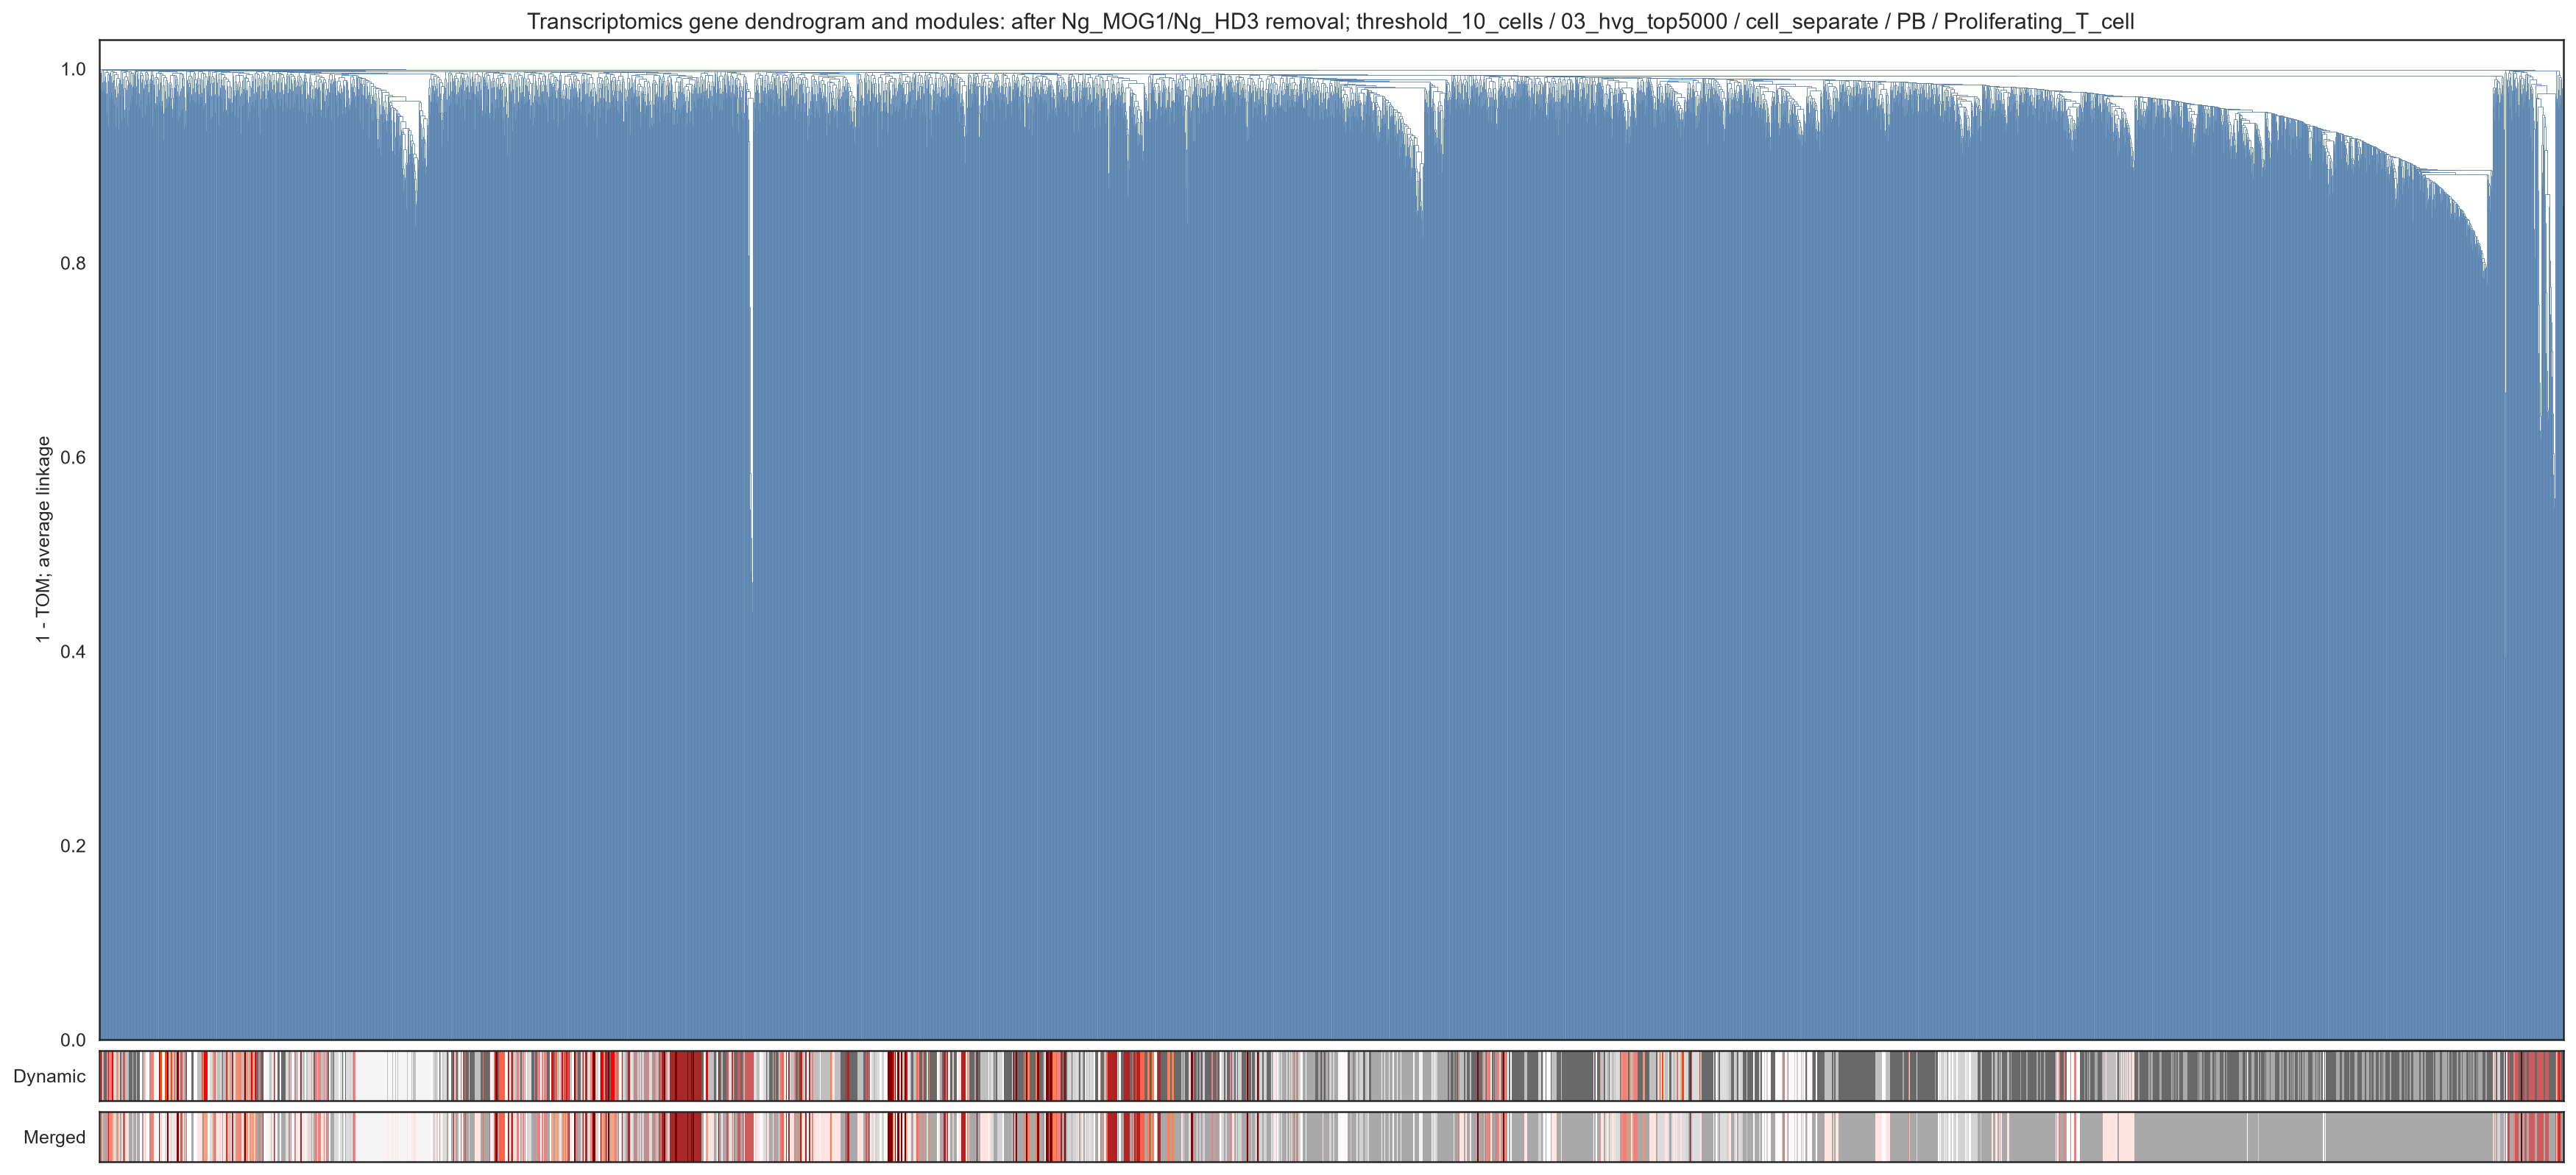 Transcriptomics gene dendrogram and modules: after Ng_MOG1/Ng_HD3 removal; threshold_10_cells / 03_hvg_top5000 / cell_separate / PB / Proliferating_T_cell
1.0
0.8
0.6
0.4
0.2
0.0
1 - TOM; average linkage
Dynamic
Merged